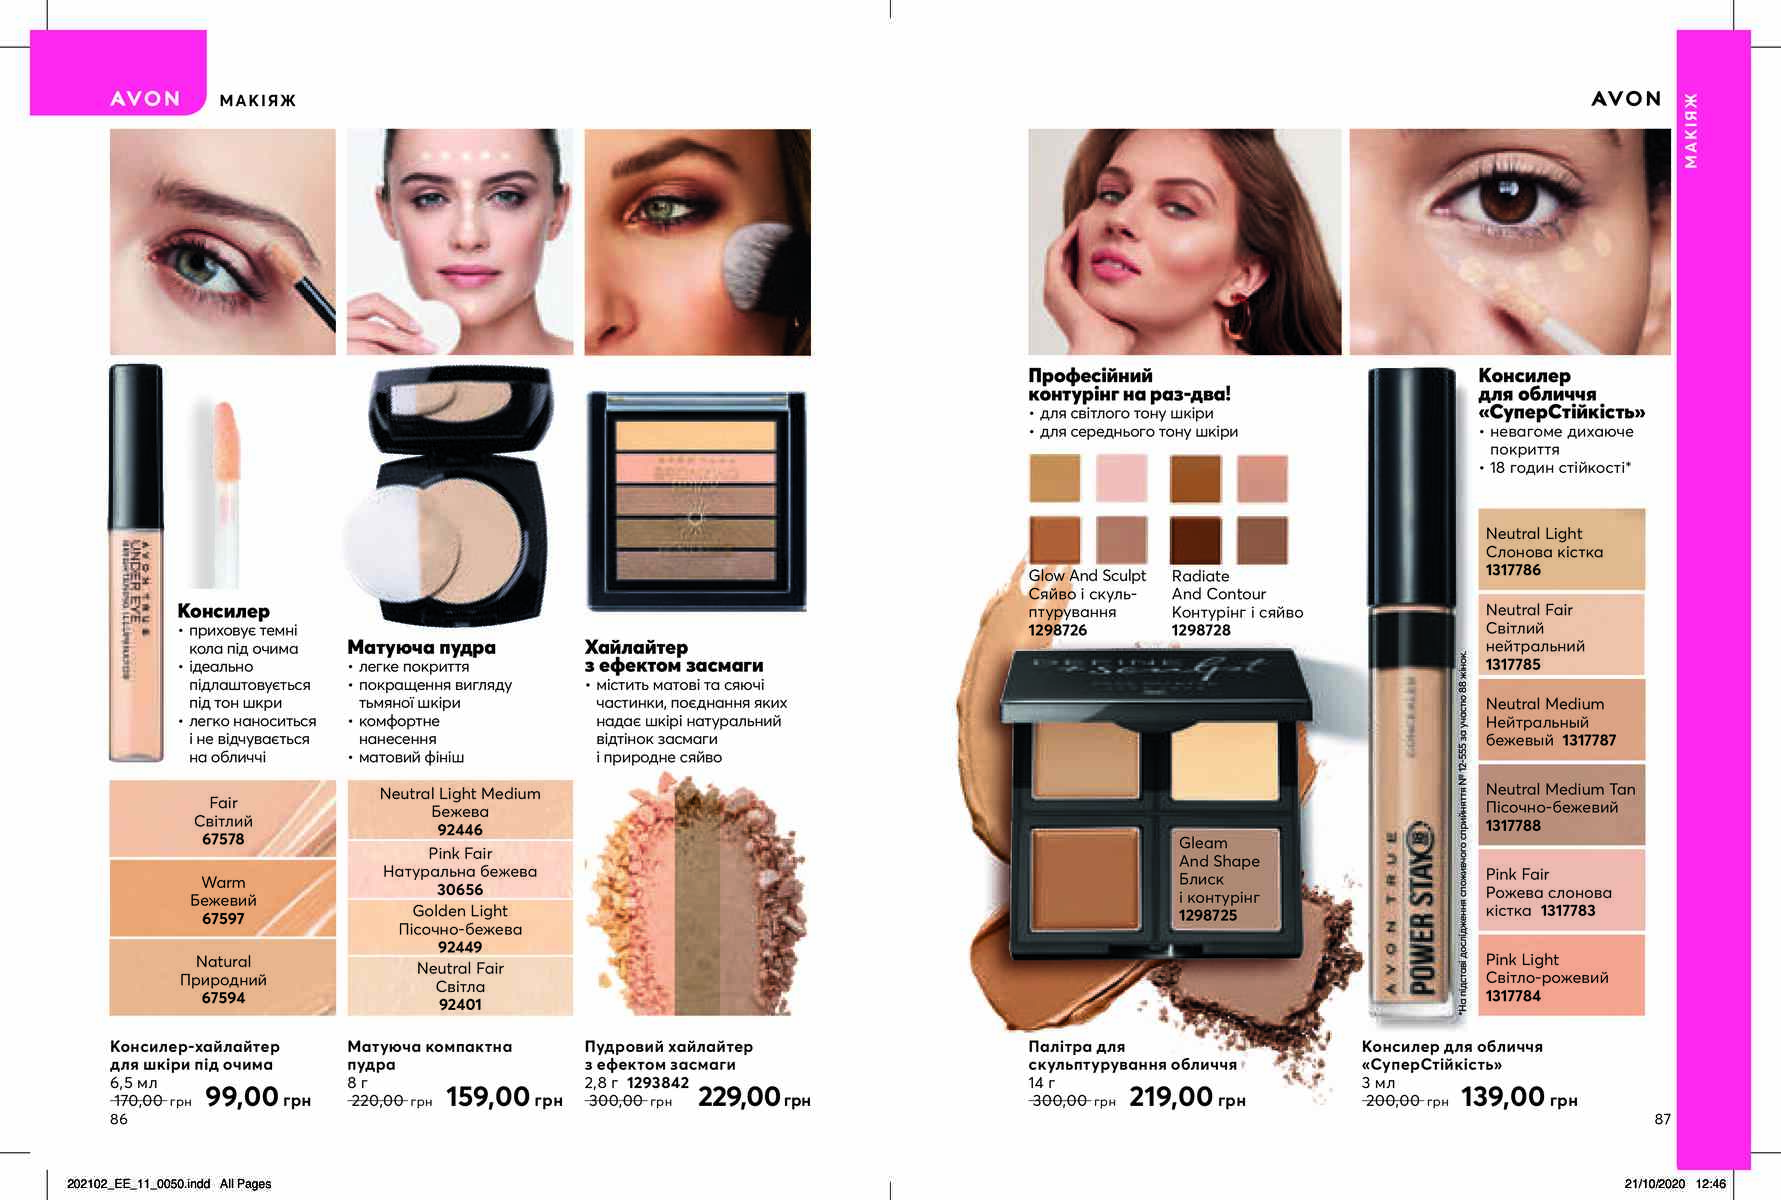 AVON
МАКІЯЖ
AVON TRUE
UNDER EYE
Консилер
• приховує темні
кола під очима
• ідеально
підлаштовується
під тон шкри
• легко наноситься
і не відчувається
на обличчі
Fair
Світлий
67578
Warm
Бежевий
67597
Natural
Природний
67594
Консилер-хайлайтер
для шкіри під очима
6,5 мл
170,00 грн 99,00 грн
86
Матуюча пудра
• легке покриття
• покращення вигляду
тьмяної шкіри
• комфортне
нанесення
• матовий фініш
Neutral Light Medium
Бежева
92446
Pink Fair
Натуральна бежева
30656
Golden Light
Пісочно-бежева
92449
Neutral Fair
Світла
92401
Матуюча компактна
пудра
8 г
220,00 грн 159,00 грн
Хайлайтер
з ефектом засмаги
• містить матові та сяючі
частинки, поєднання яких
надає шкірі натуральний
відтінок засмаги
і природне сяйво
Пудровий хайлайтер
з ефектом засмаги
2,8 г 1293842
300,00 грн 229,00 грн
AVON
МАКІЯЖ
Професійний
контурінг на раз-два!
• для світлого тону шкіри
• для середнього тону шкіри
Glow And Sculpt
Сяйво і скуль-
птурування
1298726
Radiate
And Contour
Контурінг і сяйво
1298728
Gleam
And Shape
Блиск
і контурінг
1298725
Палітра для
скульптурування обличчя
14 г
300,00 грн 219,00 грн
CONCEALER
AVON TRUE
POWER STAY 18
Консилер
для обличчя
«СуперСтійкість»
• невагоме дихаюче
покриття
• 18 годин стійкості*
Neutral Light
Слонова кістка
1317786
Neutral Fair
Світлий
нейтральний
1317785
Neutral Medium
Нейтральный
бежевый 1317787
Neutral Medium Tan
Пісочно-бежевий
1317788
Pink Fair
Рожева слонова
кістка 1317783
Pink Light
Світло-рожевий
1317784
*На підставі дослідження споживчого сприйняття № 12-555 за участю 88 жінок.
Консилер для обличчя
«СуперСтійкість»
3 мл
200,00 грн 139,00 грн
87
202102_EE_11_0050.indd All Pages
21/10/2020 12:46